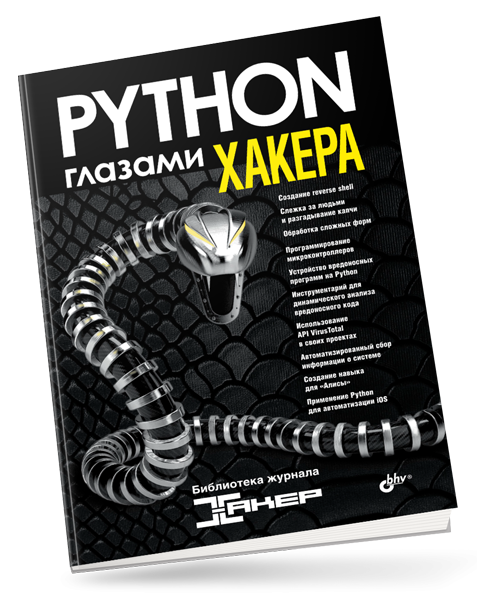 PYTHON
глазами ХАКЕРА
Создание reverse shell
Слежка за людьми
и разгадывание капчи
Обработка сложных форм
Программирование
микроконтроллеров
Устройство вредоносных
программ на Python
Инструментарий для
динамического анализа
вредоносного кода
Использование
API VirusTotal
в своих проектах
Автоматизированный сбор
информации о системе
Создание навыка
для «Алисы»
Применение Python
для автоматизации iOS
Библиотека журнала
ХАКЕР
bhv®